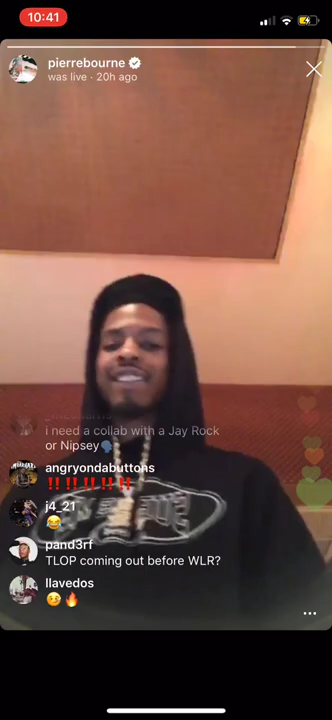 10:41
pierrebourne
was live · 20h ago
i need a collab with a Jay Rock
or Nipsey🗣
angryondabuttons
‼️‼️‼️‼️‼️
j4_21
😂
pand3rf
TLOP coming out before WLR?
llavedos
😉🔥